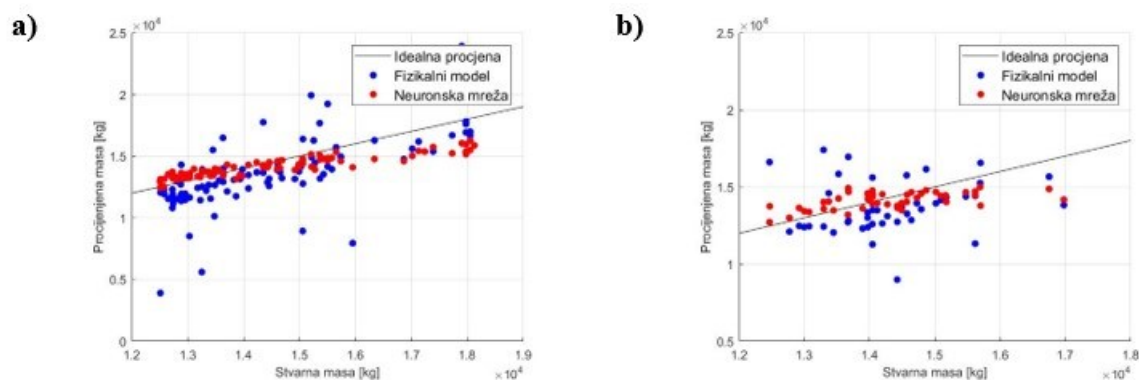 a)
×10⁴
2.5
2
1.5
1
0.5
0
1.2
1.3
1.4
1.5
1.6
1.7
1.8
1.9
×10⁴
Procijenjena masa [kg]
Stvarna masa [kg]
Idealna procjena
Fizikalni model
Neuronska mreža
b)
×10⁴
2.5
2
1.5
1
0.5
1.2
1.3
1.4
1.5
1.6
1.7
1.8
×10⁴
Procijenjena masa [kg]
Stvarna masa [kg]
Idealna procjena
Fizikalni model
Neuronska mreža